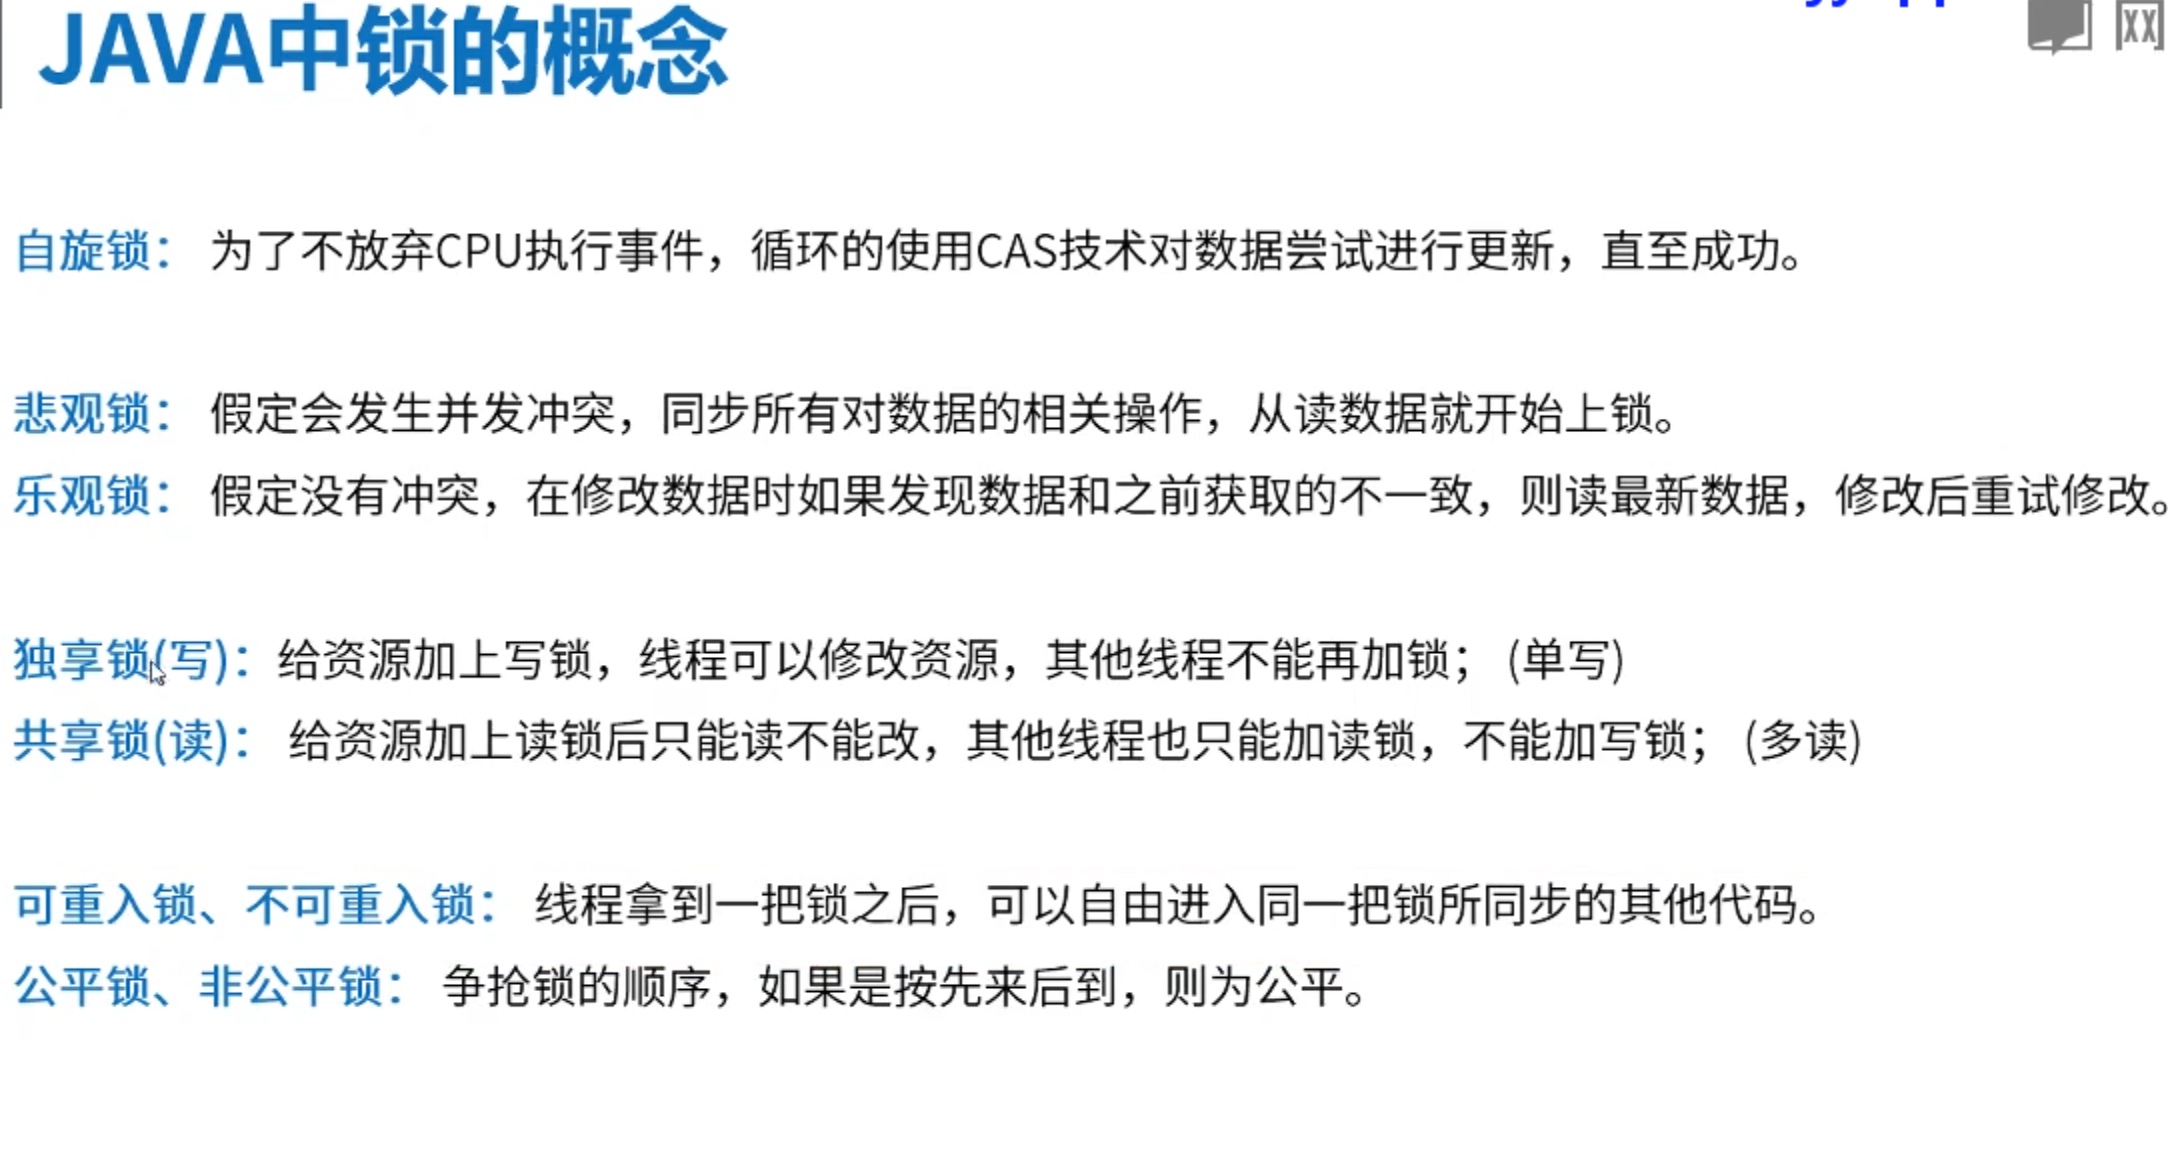 JAVA中锁的概念
自旋锁： 为了不放弃CPU执行事件，循环的使用CAS技术对数据尝试进行更新，直至成功。
悲观锁： 假定会发生并发冲突，同步所有对数据的相关操作，从读数据就开始上锁。
乐观锁： 假定没有冲突，在修改数据时如果发现数据和之前获取的不一致，则读最新数据，修改后重试修改。
独享锁(写)：给资源加上写锁，线程可以修改资源，其他线程不能再加锁； (单写)
共享锁(读)： 给资源加上读锁后只能读不能改，其他线程也只能加读锁，不能加写锁； (多读)
可重入锁、不可重入锁： 线程拿到一把锁之后，可以自由进入同一把锁所同步的其他代码。
公平锁、非公平锁： 争抢锁的顺序，如果是按先来后到，则为公平。